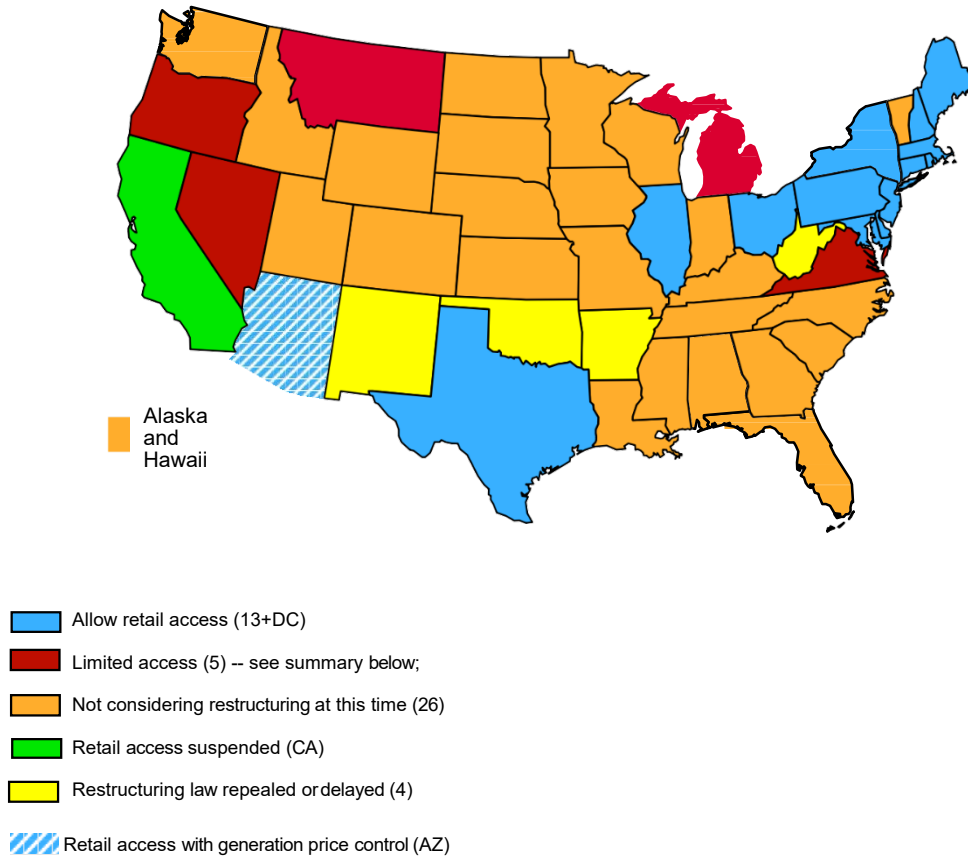 Alaska
and
Hawaii
Allow retail access (13+DC)
Limited access (5) -- see summary below;
Not considering restructuring at this time (26)
Retail access suspended (CA)
Restructuring law repealed or delayed (4)
Retail access with generation price control (AZ)